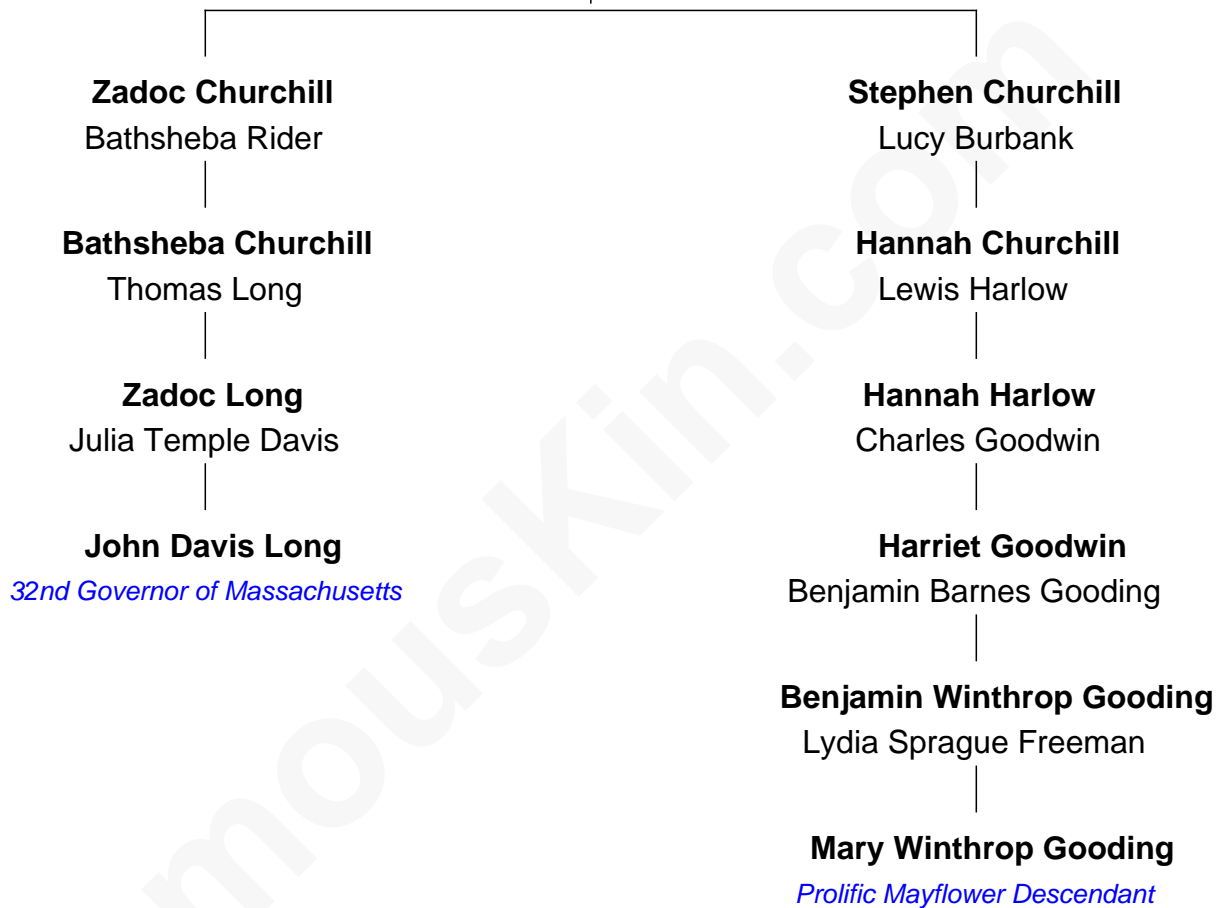 Zadoc Churchill
Bathsheba Rider
Bathsheba Churchill
Thomas Long
Zadoc Long
Julia Temple Davis
John Davis Long
32nd Governor of Massachusetts
Stephen Churchill
Lucy Burbank
Hannah Churchill
Lewis Harlow
Hannah Harlow
Charles Goodwin
Harriet Goodwin
Benjamin Barnes Gooding
Benjamin Winthrop Gooding
Lydia Sprague Freeman
Mary Winthrop Gooding
Prolific Mayflower Descendant
mousKin.com